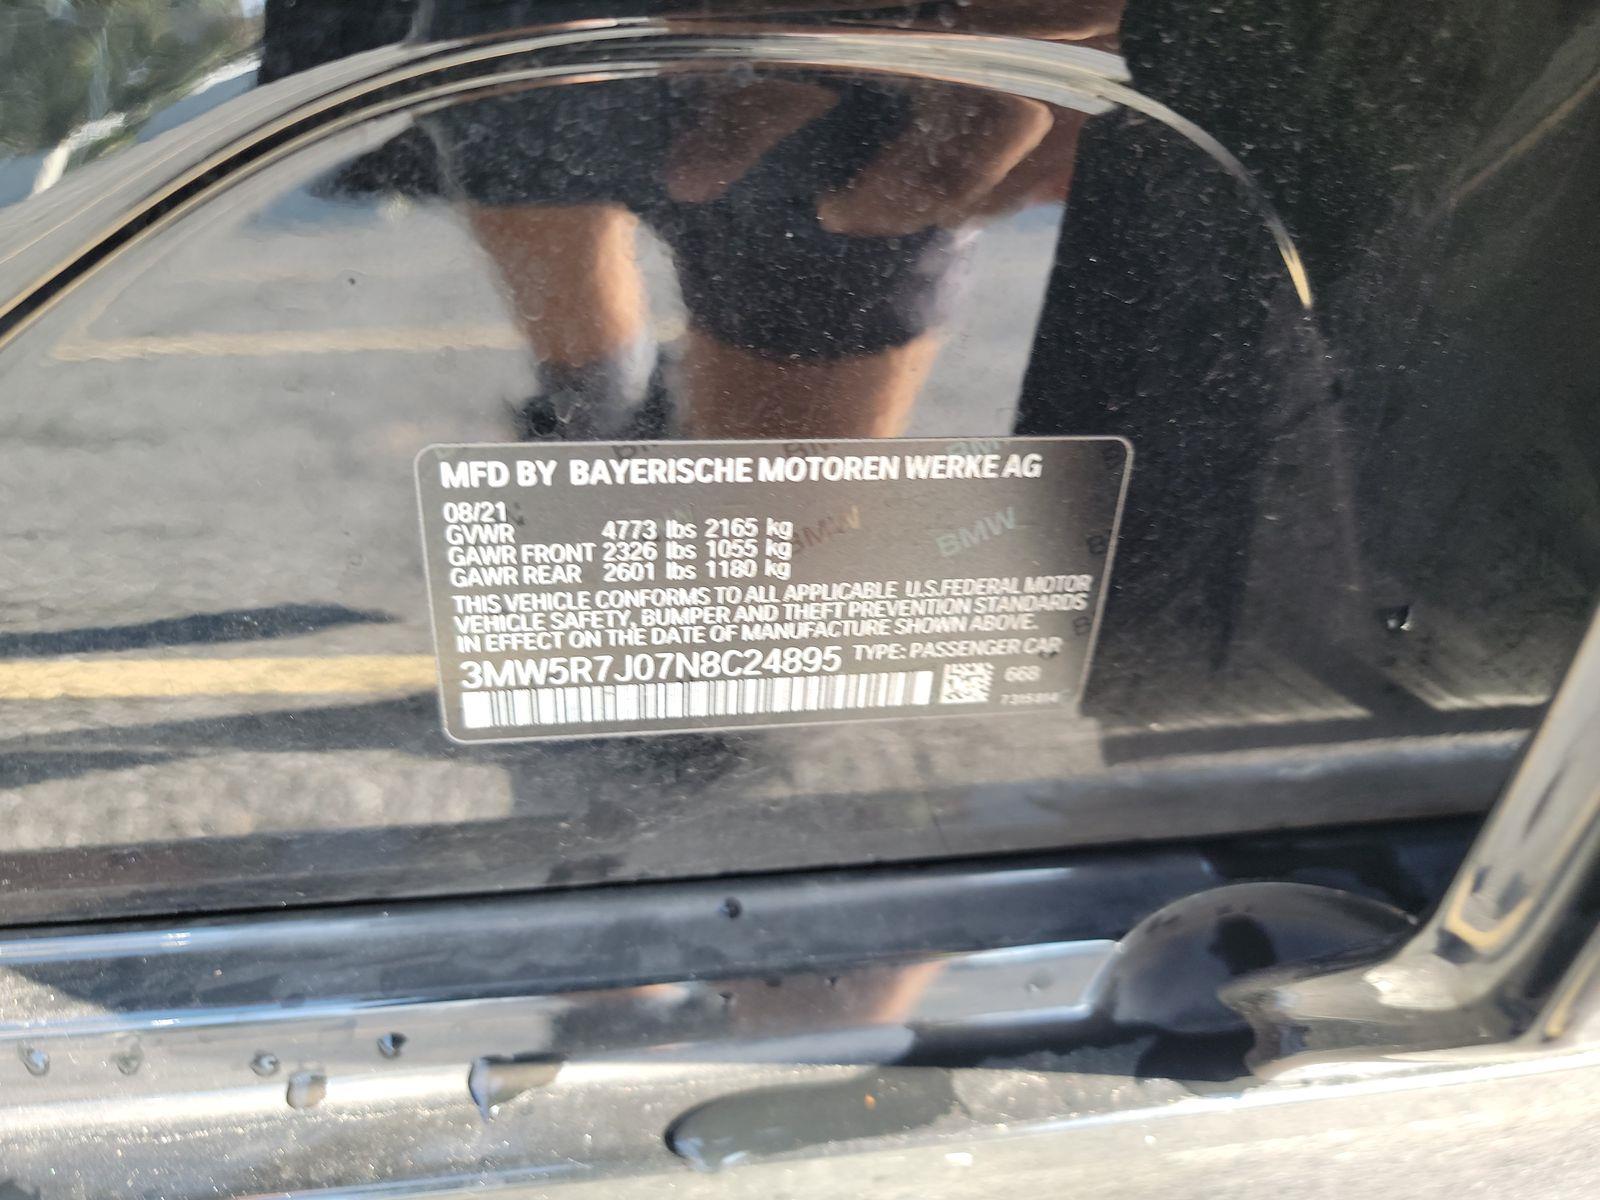 MFD BY BAYERISCHE MOTOREN WERKE AG
08/21
GVWR 4773 lbs 2165 kg
GAWR FRONT 2326 lbs 1055 kg
GAWR REAR 2601 lbs 1180 kg
THIS VEHICLE CONFORMS TO ALL APPLICABLE U.S.FEDERAL MOTOR
VEHICLE SAFETY, BUMPER AND THEFT PREVENTION STANDARDS
IN EFFECT ON THE DATE OF MANUFACTURE SHOWN ABOVE.
3MW5R7J07N8C24895 TYPE: PASSENGER CAR
668
BMW
BMW